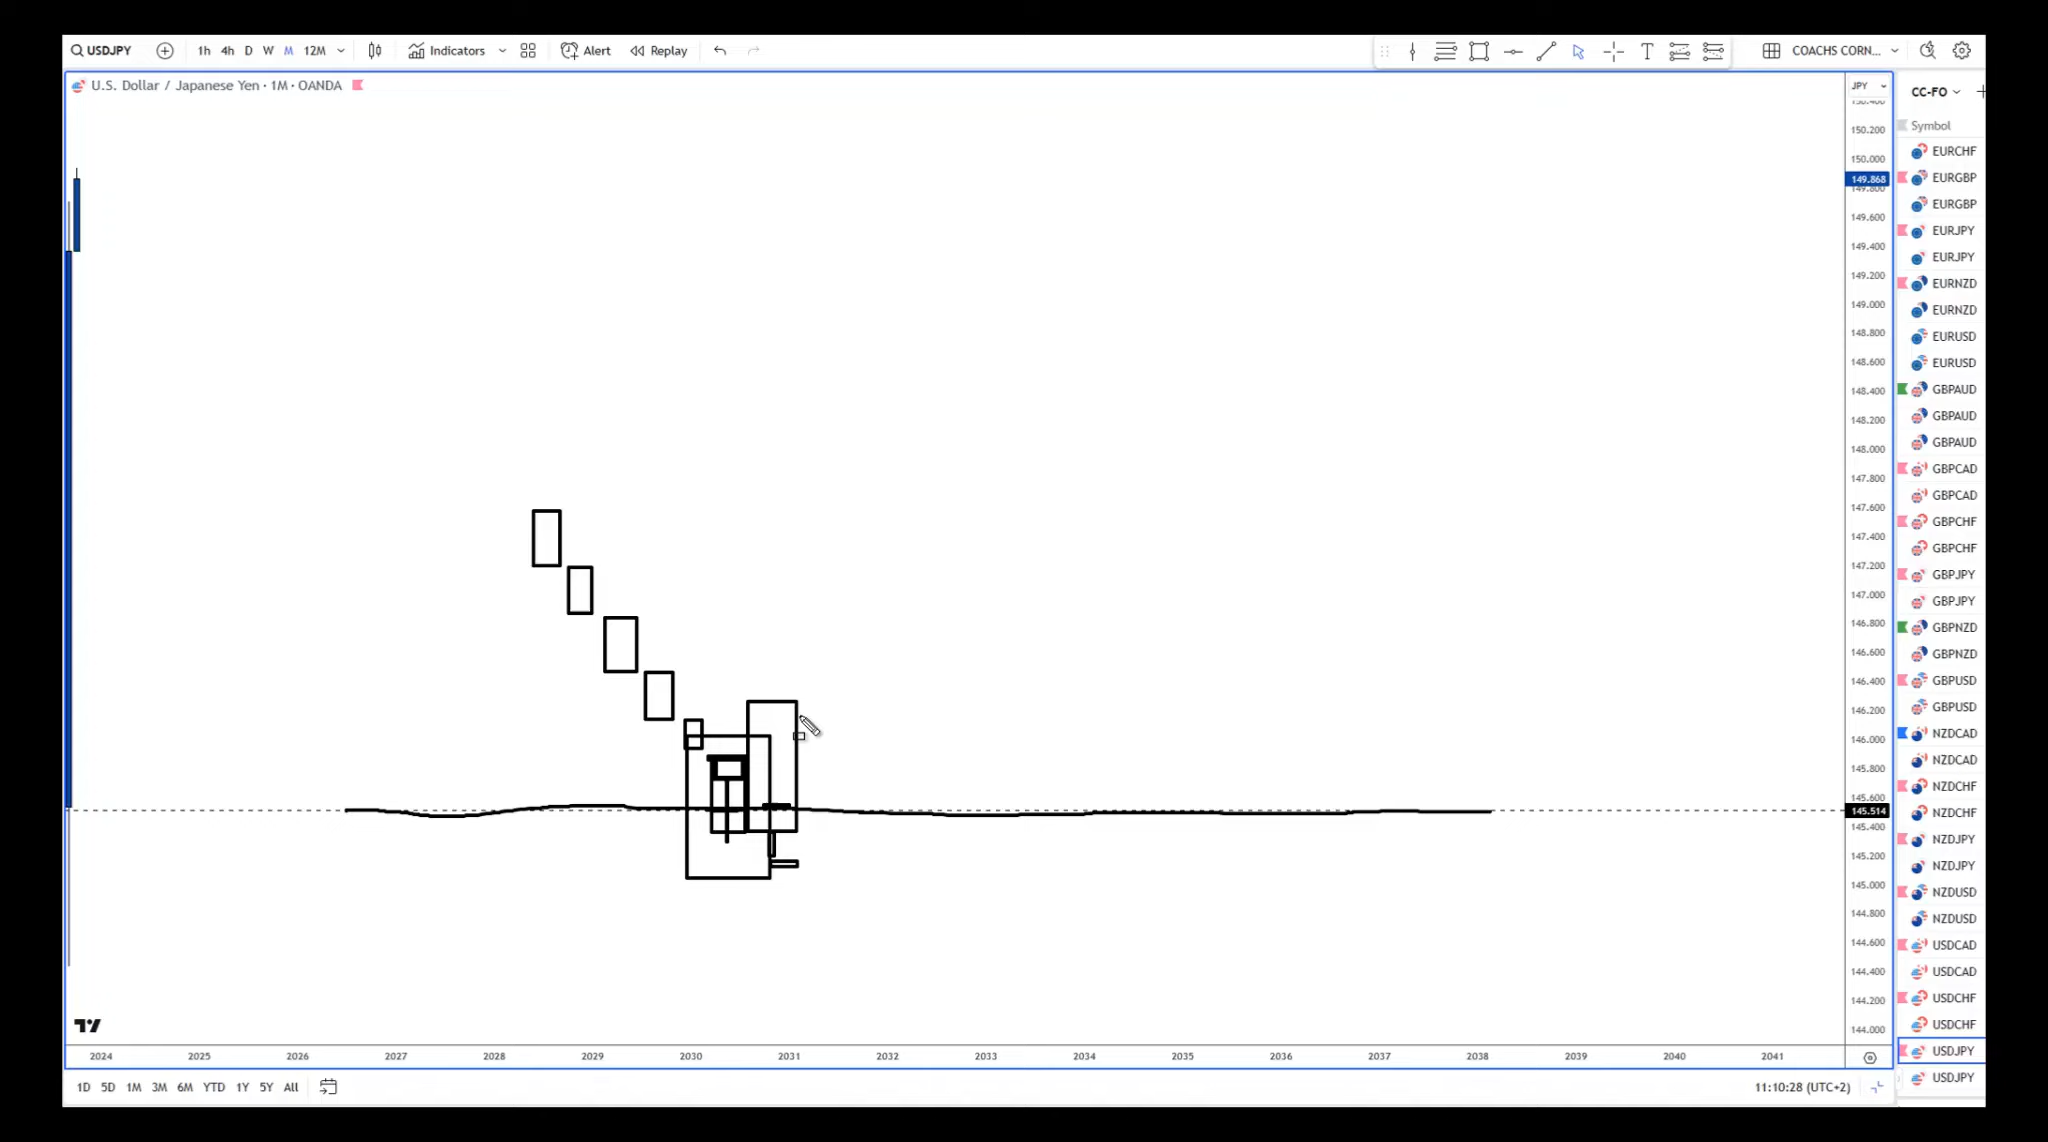 USDJPY 1h 4h D W M 12M Indicators Alert Replay COACHS CORN...
U.S. Dollar / Japanese Yen · 1M · OANDA
JPY
150.200
150.000
149.868
149.600
149.400
149.200
149.000
148.800
148.600
148.400
148.200
148.000
147.800
147.600
147.400
147.200
147.000
146.800
146.600
146.400
146.200
146.000
145.800
145.600
145.514
145.400
145.200
145.000
144.800
144.600
144.400
144.200
144.000
CC-FO
Symbol
EURCHF
EURGBP
EURGBP
EURJPY
EURJPY
EURNZD
EURNZD
EURUSD
EURUSD
GBPAUD
GBPAUD
GBPAUD
GBPCAD
GBPCAD
GBPCHF
GBPCHF
GBPJPY
GBPJPY
GBPNZD
GBPNZD
GBPUSD
GBPUSD
NZDCAD
NZDCAD
NZDCHF
NZDCHF
NZDJPY
NZDJPY
NZDUSD
NZDUSD
USDCAD
USDCAD
USDCHF
USDCHF
USDJPY
USDJPY
2024 2025 2026 2027 2028 2029 2030 2031 2032 2033 2034 2035 2036 2037 2038 2039 2040 2041
1D 5D 1M 3M 6M YTD 1Y 5Y All 11:10:28 (UTC+2)